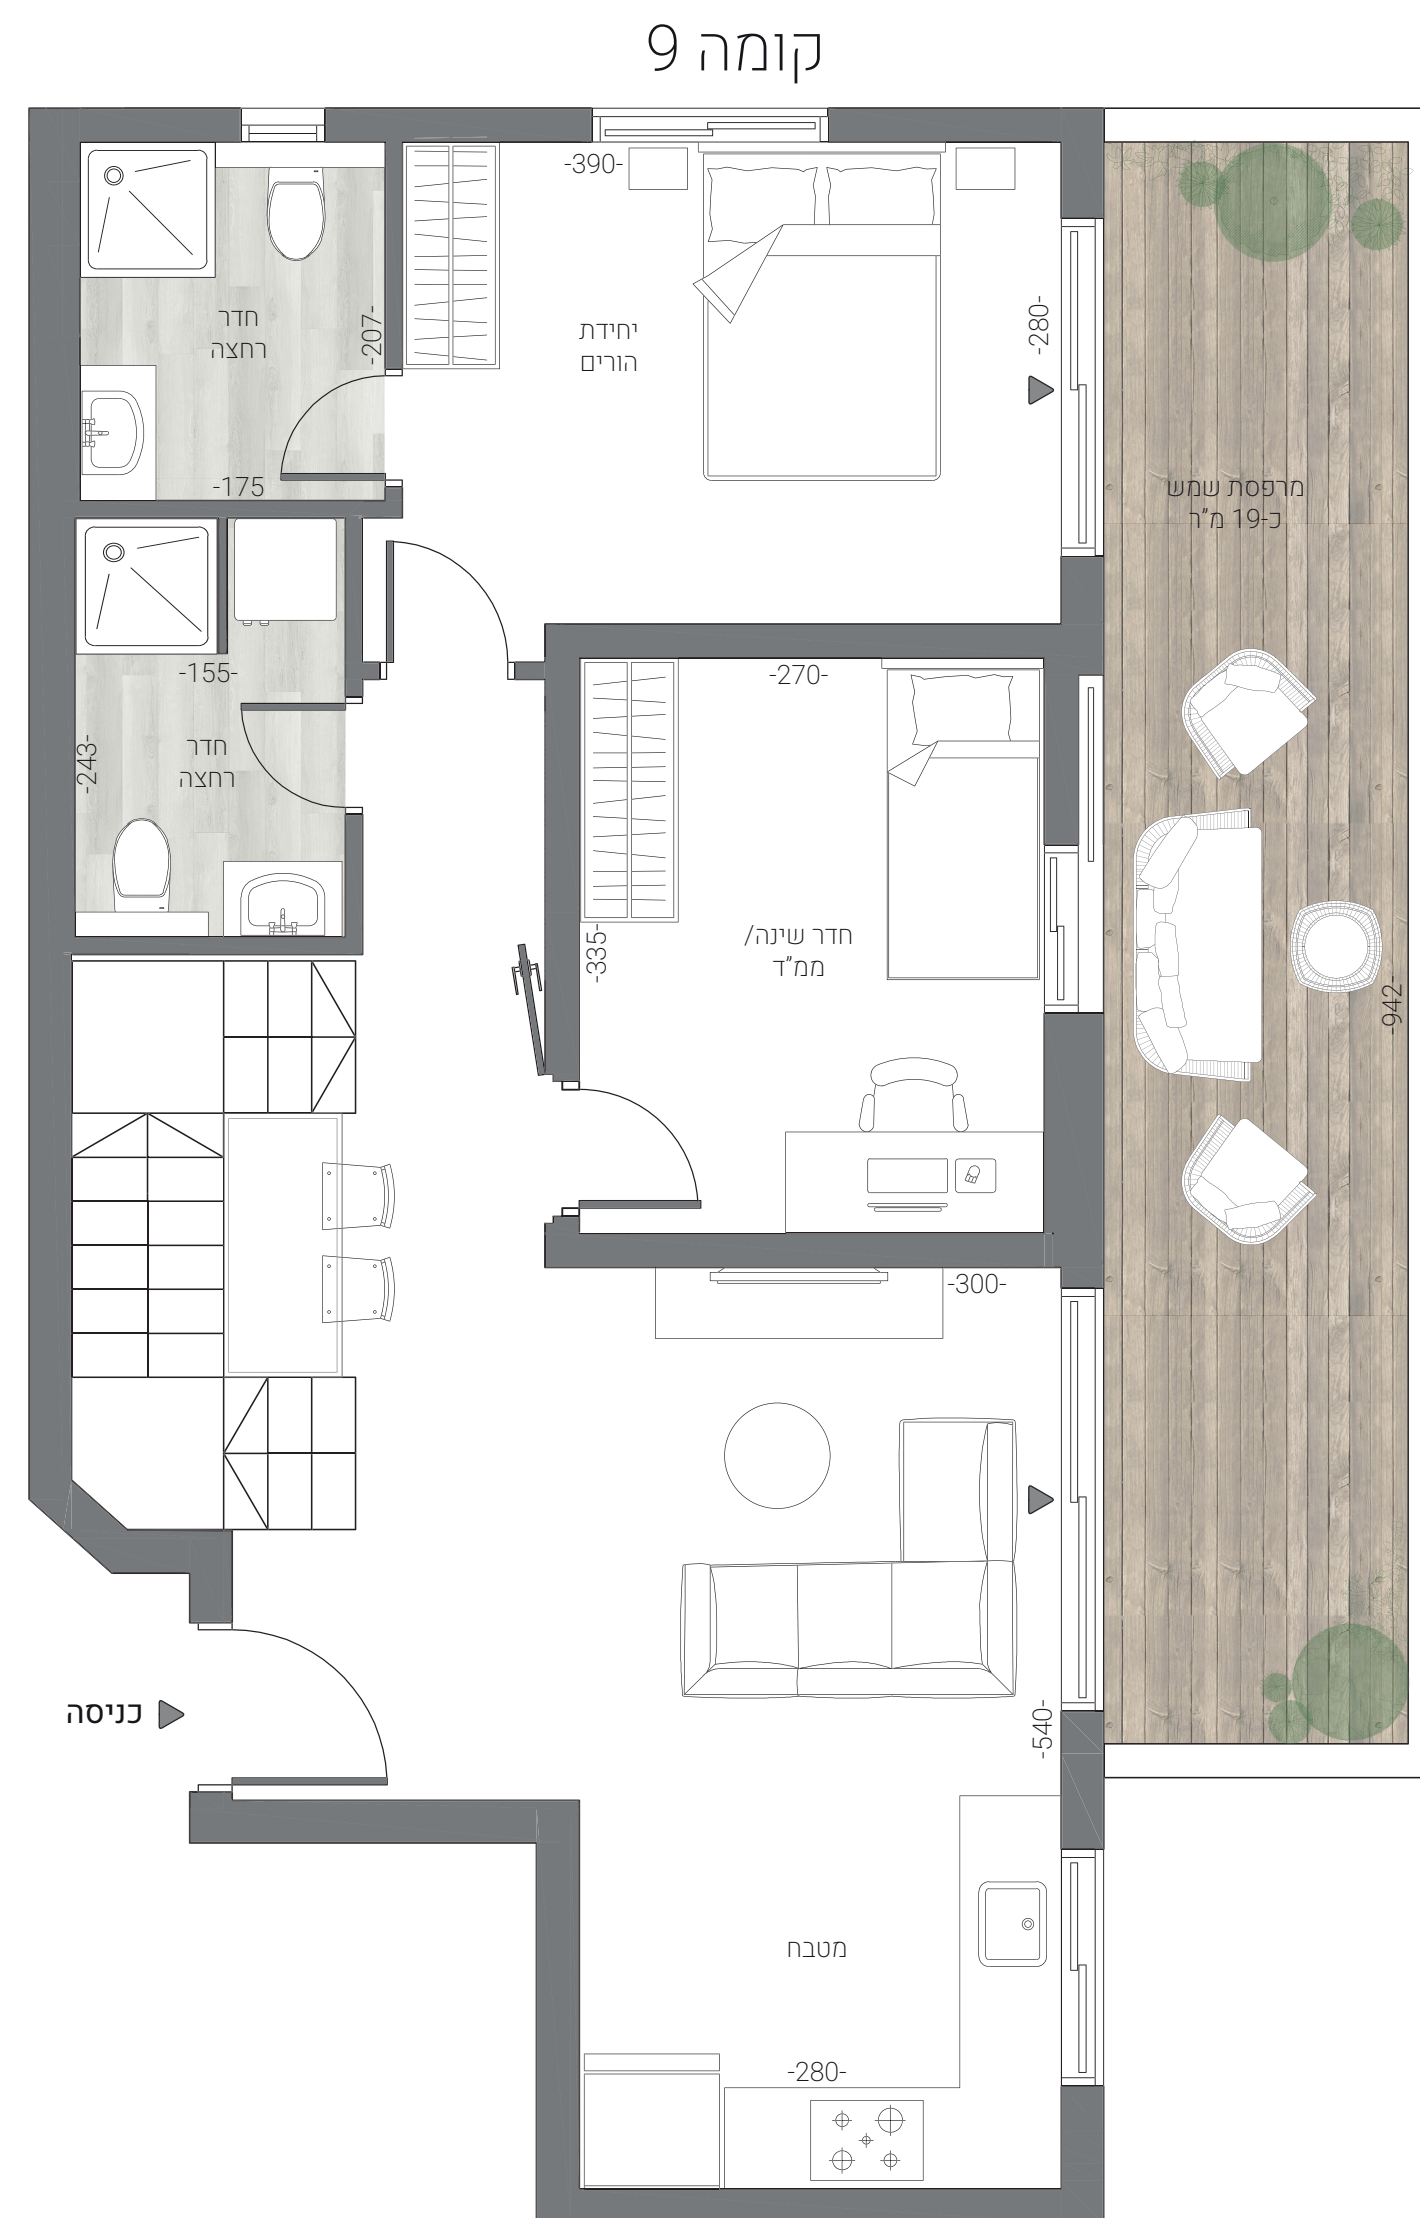 קומה 9
-390-
חדר
רחצה
-207-
-175
יחידת
הורים
-280-
מרפסת שמש
כ-19 מ"ר
-155-
-243-
חדר
רחצה
-270-
-335-
חדר שינה/
ממ"ד
-942-
-300-
כניסה
-540-
מטבח
-280-